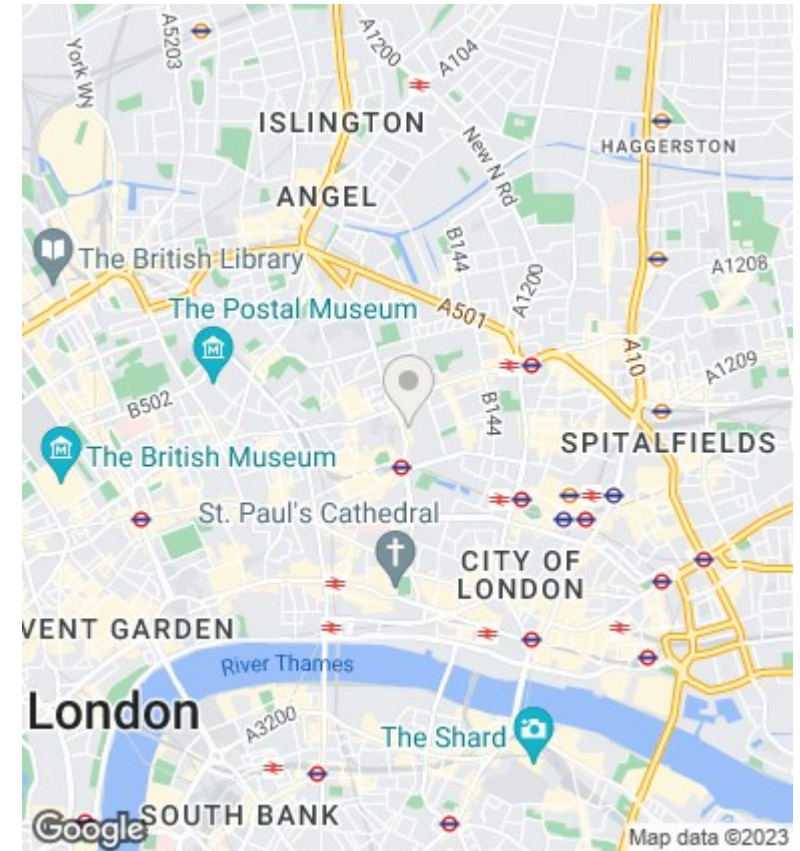 A5203
A1200
A104
York WY
ISLINGTON
New N Rd
HAGGERSTON
ANGEL
The British Library
B144
A1208
The Postal Museum
A501
A1200
A10
A1209
B502
B144
SPITALFIELDS
The British Museum
St. Paul's Cathedral
CITY OF
LONDON
VENT GARDEN
River Thames
London
A3200
The Shard
SOUTH BANK
Google
Map data ©2023